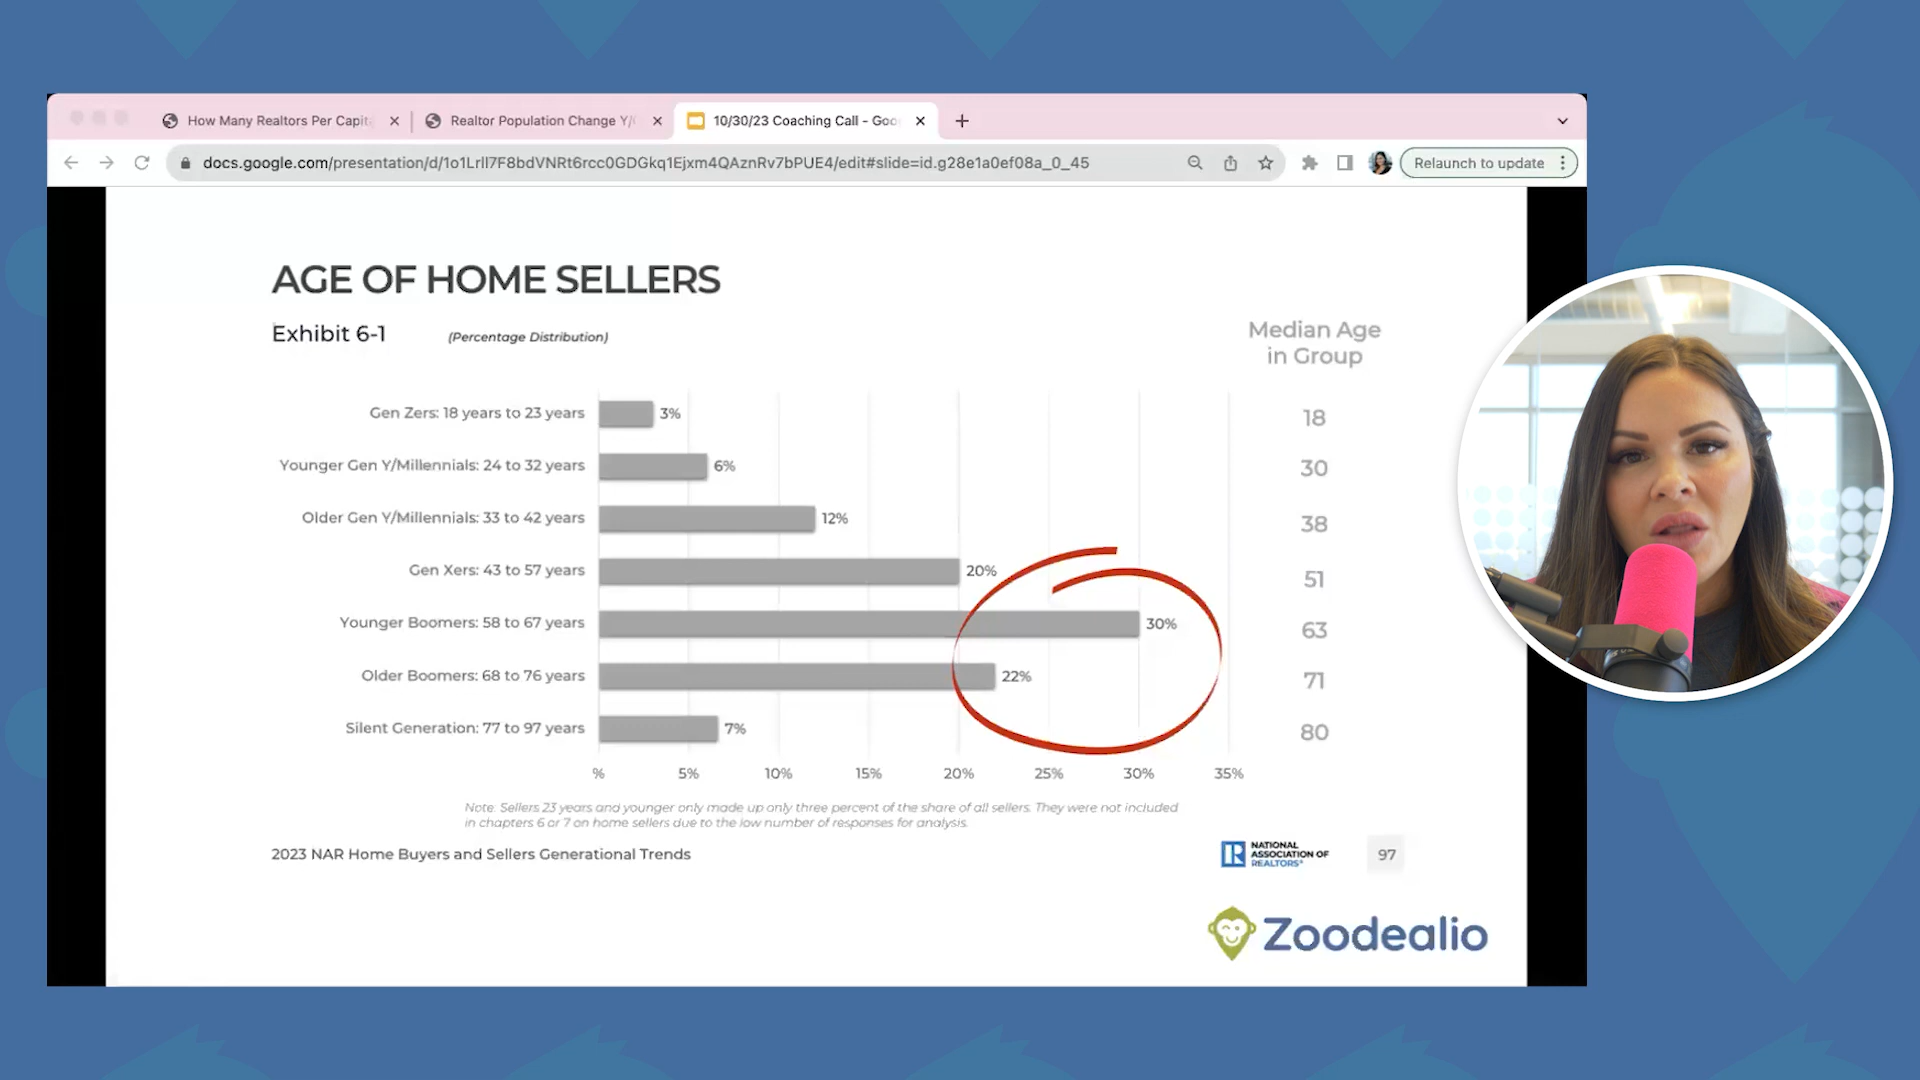 How Many Realtors Per Capit
Realtor Population Change Y/
10/30/23 Coaching Call - Goo
docs.google.com/presentation/d/1o1Lrll7F8bdVNRt6rcc0GDGkq1Ejxm4QAznRv7bPUE4/edit#slide=id.g28e1a0ef08a_0_45
Relaunch to update
AGE OF HOME SELLERS
Exhibit 6-1
(Percentage Distribution)
Median Age
in Group
Gen Zers: 18 years to 23 years 3% 18
Younger Gen Y/Millennials: 24 to 32 years 6% 30
Older Gen Y/Millennials: 33 to 42 years 12% 38
Gen Xers: 43 to 57 years 20% 51
Younger Boomers: 58 to 67 years 30% 63
Older Boomers: 68 to 76 years 22% 71
Silent Generation: 77 to 97 years 7% 80
% 5% 10% 15% 20% 25% 30% 35%
Note: Sellers 23 years and younger only made up only three percent of the share of all sellers. They were not included
in chapters 6 or 7 on home sellers due to the low number of responses for analysis.
2023 NAR Home Buyers and Sellers Generational Trends
NATIONAL
ASSOCIATION OF
REALTORS®
97
Zoodealio